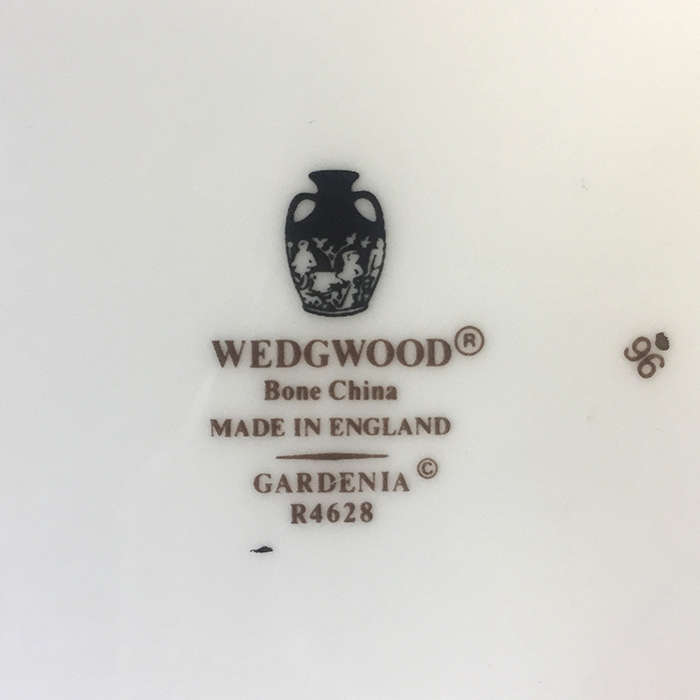 WEDGWOOD®
Bone China
MADE IN ENGLAND
GARDENIA ©
R4628
96